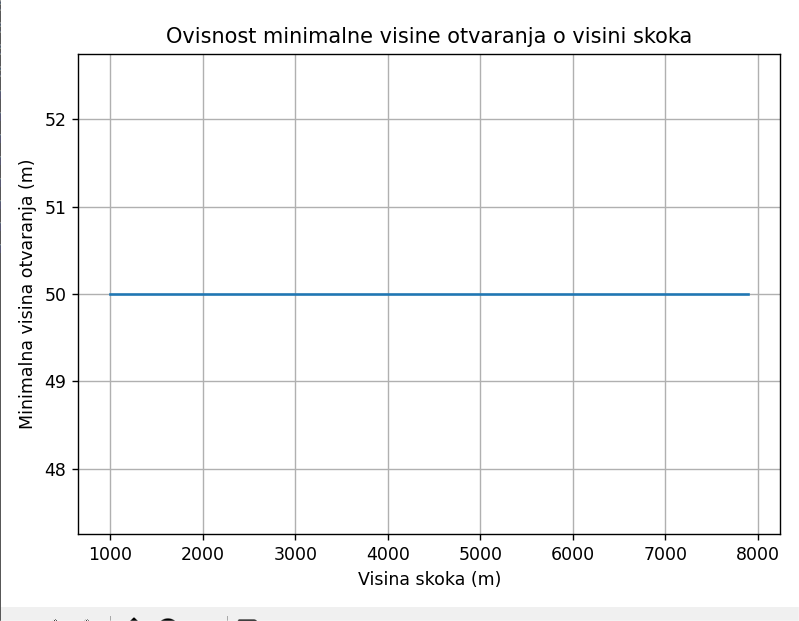 Ovisnost minimalne visine otvaranja o visini skoka
Minimalna visina otvaranja (m)
52
51
50
49
48
1000 2000 3000 4000 5000 6000 7000 8000
Visina skoka (m)